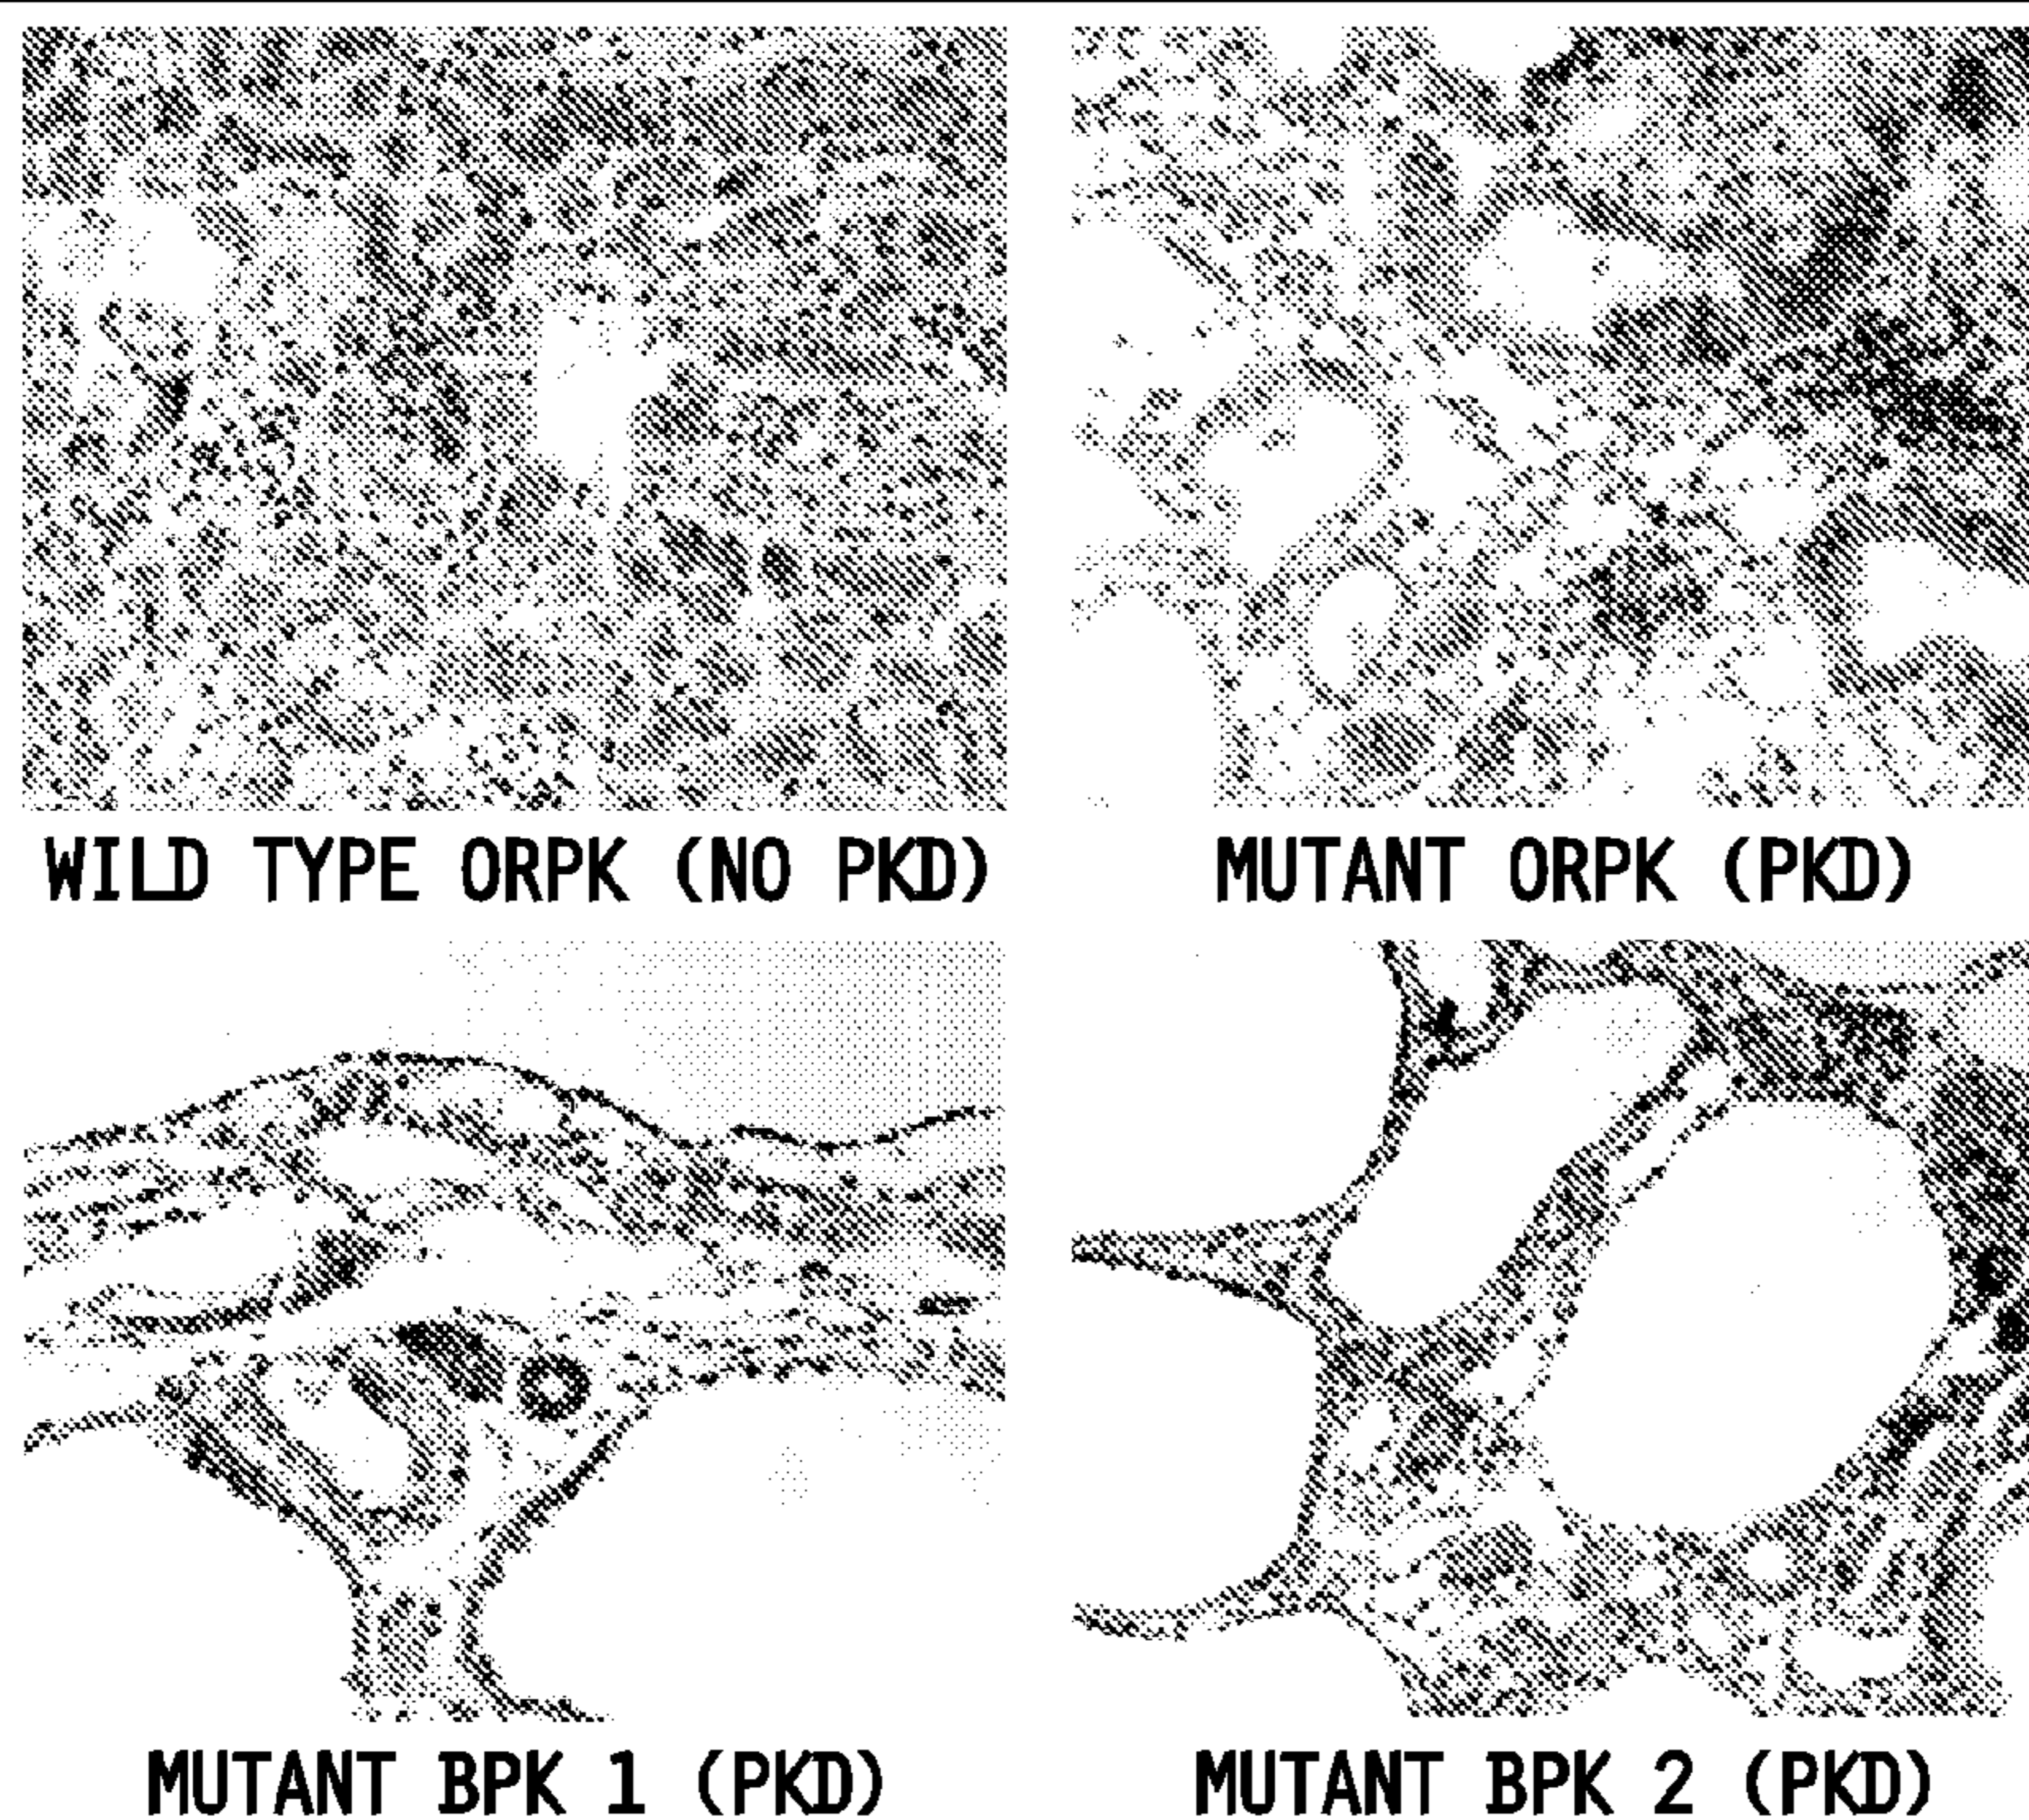 WILD TYPE ORPK (NO PKD)
MUTANT ORPK (PKD)
MUTANT BPK 1 (PKD)
MUTANT BPK 2 (PKD)